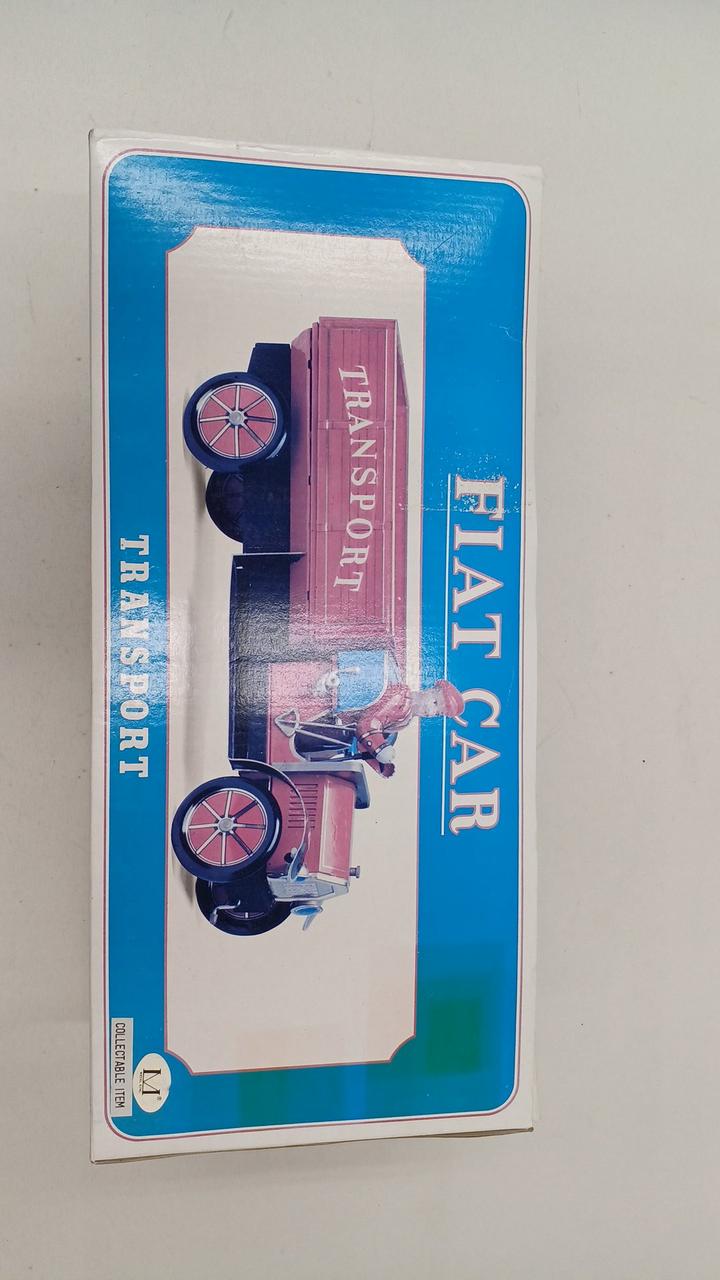 FIAT CAR
TRANSPORT
TRANSPORT
M
COLLECTABLE ITEM